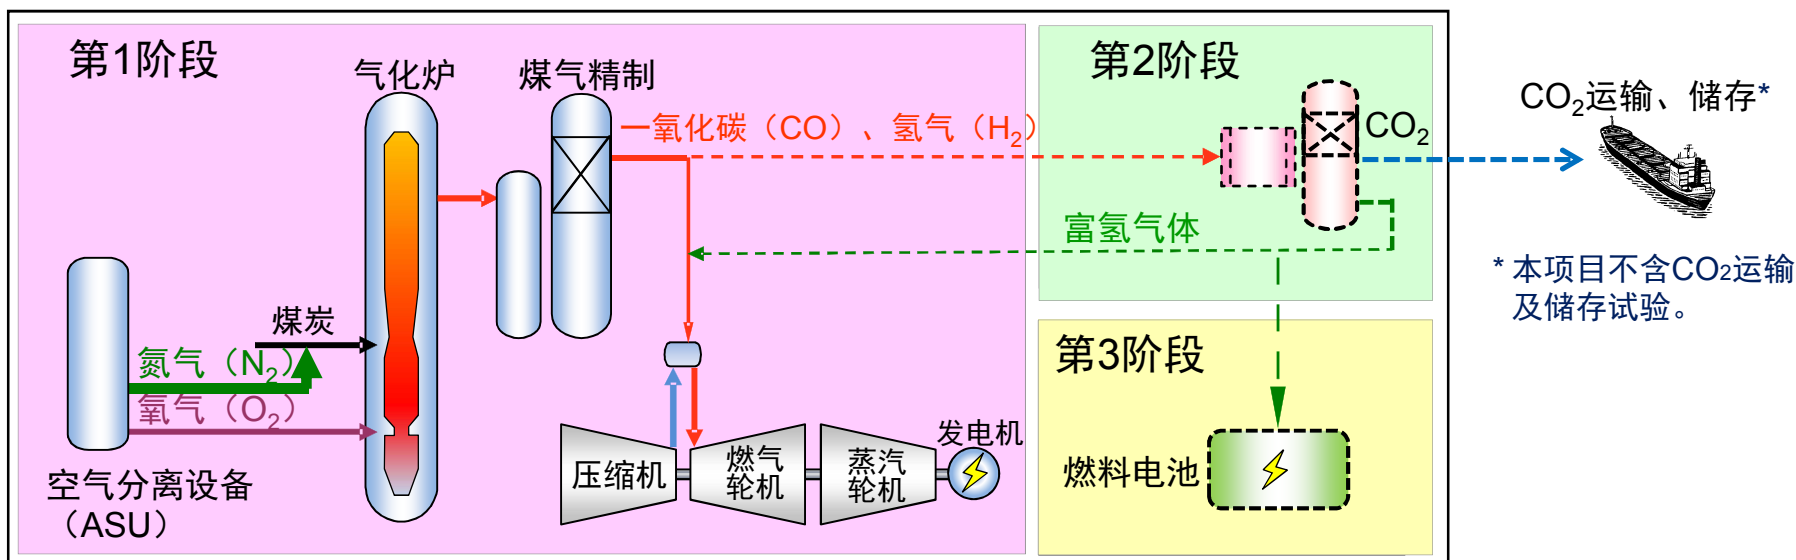 第1阶段
气化炉
煤气精制
一氧化碳（CO）、氢气（H₂）
煤炭
氮气（N₂）
氧气（O₂）
空气分离设备
（ASU）
压缩机
燃气
轮机
蒸汽
轮机
发电机
第2阶段
CO₂
富氢气体
第3阶段
燃料电池
CO₂运输、储存*
* 本项目不含CO₂运输
及储存试验。